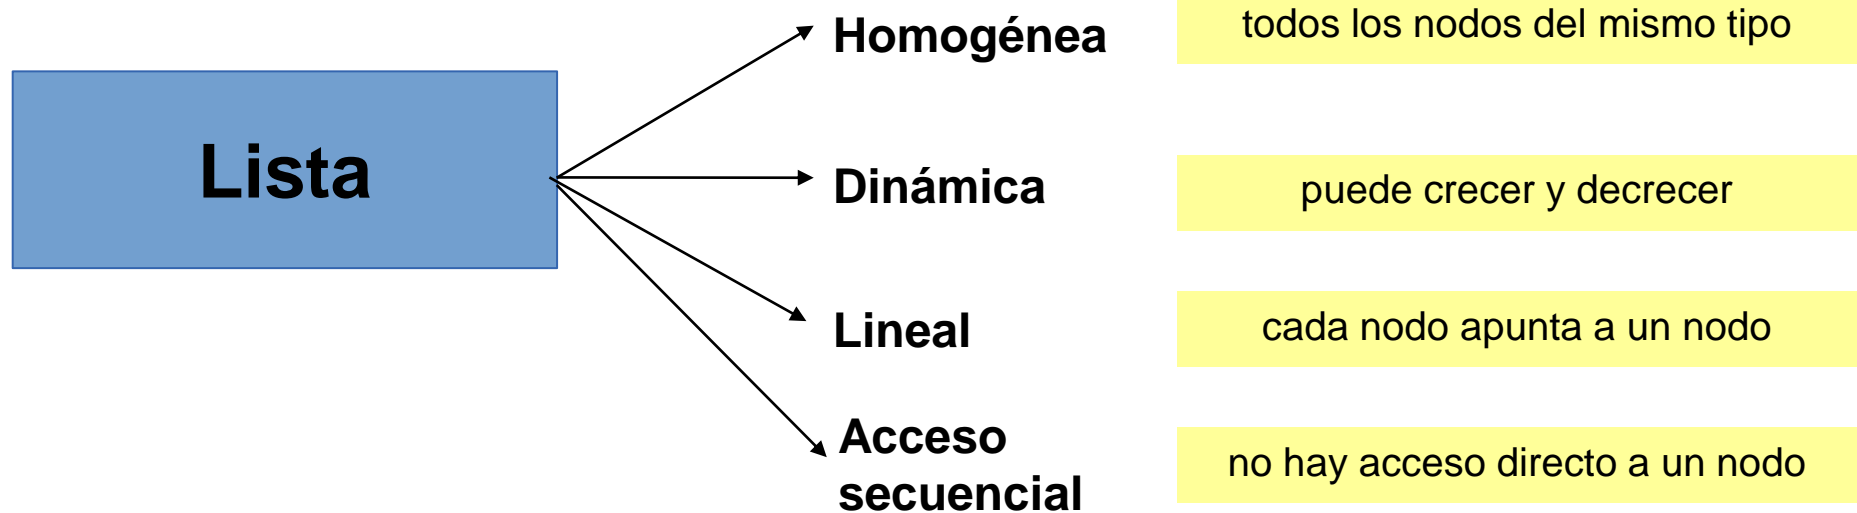 Lista
Homogénea
todos los nodos del mismo tipo
Dinámica
puede crecer y decrecer
Lineal
cada nodo apunta a un nodo
Acceso
secuencial
no hay acceso directo a un nodo